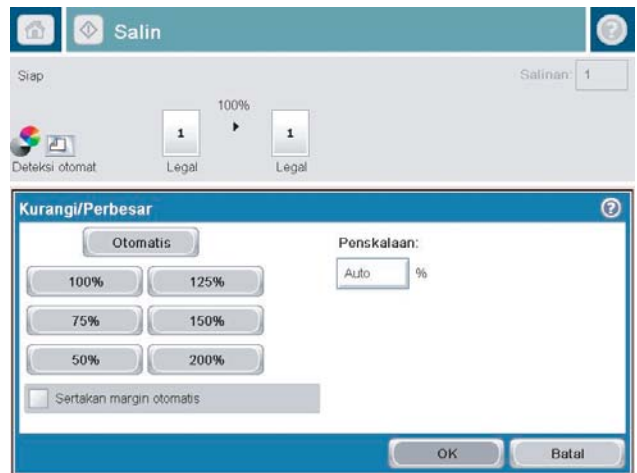 Salin
Siap
Salinan: 1
100%
1 1
Deteksi otomat Legal Legal
Kurangi/Perbesar
Otomatis Penskalaan:
100% 125% Auto %
75% 150%
50% 200%
Sertakan margin otomatis
OK Batal